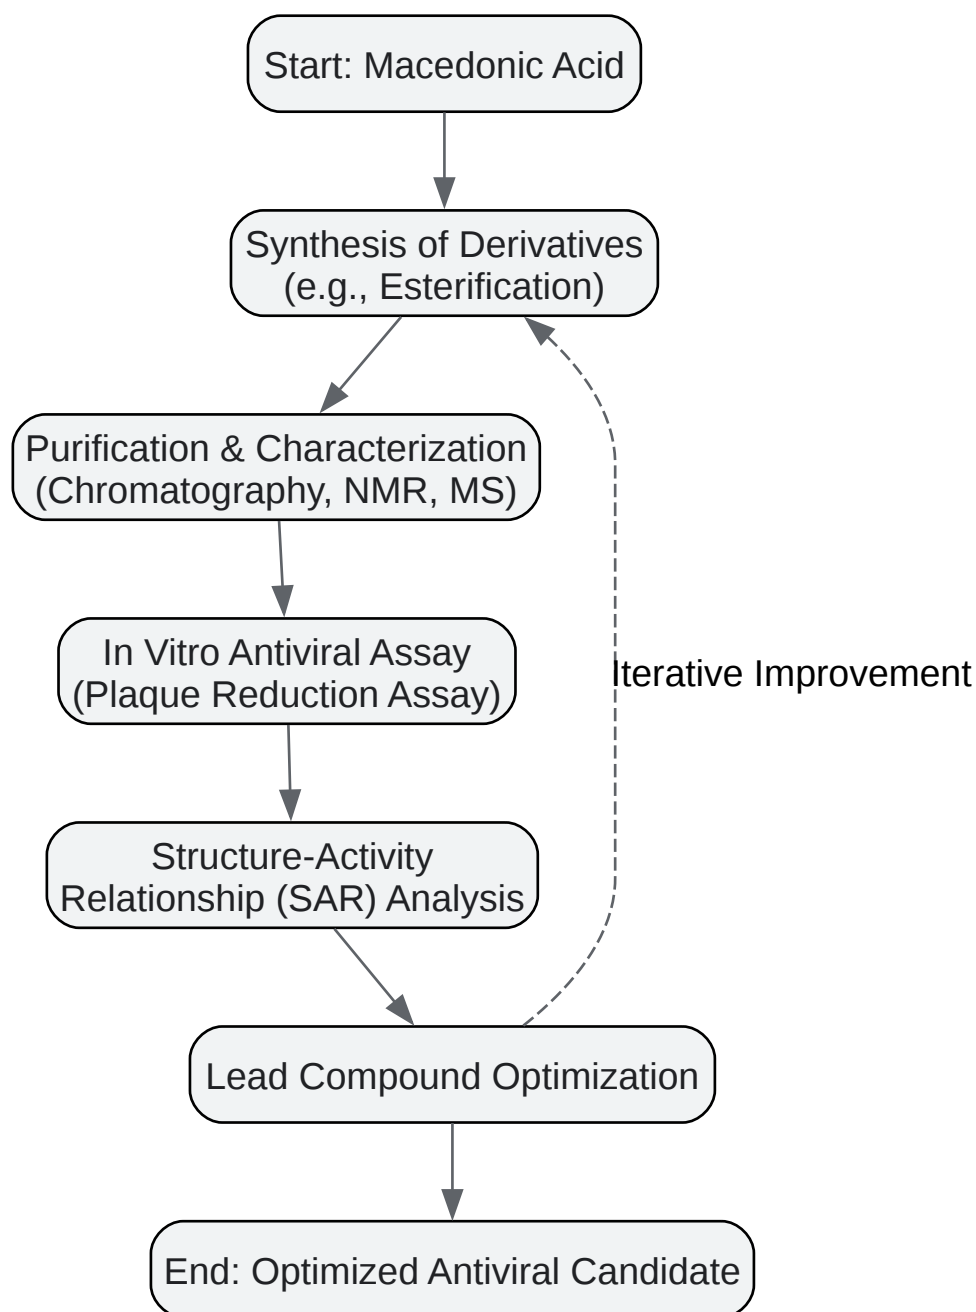 Start: Macedonic Acid
Synthesis of Derivatives
(e.g., Esterification)
Purification & Characterization
(Chromatography, NMR, MS)
In Vitro Antiviral Assay
(Plaque Reduction Assay)
Iterative Improvement
Structure-Activity
Relationship (SAR) Analysis
Lead Compound Optimization
End: Optimized Antiviral Candidate